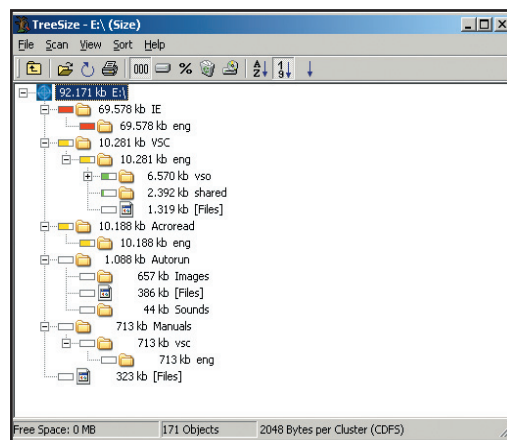 TreeSize - E:\ (Size)
File Scan View Sort Help
000 % A Z 1 9
92.171 kb E:\
69.578 kb IE
69.578 kb eng
10.281 kb VSC
10.281 kb eng
6.570 kb vso
2.392 kb shared
1.319 kb [Files]
10.188 kb Acroread
10.188 kb eng
1.088 kb Autorun
657 kb Images
386 kb [Files]
44 kb Sounds
713 kb Manuals
713 kb vsc
713 kb eng
323 kb [Files]
Free Space: 0 MB 171 Objects 2048 Bytes per Cluster (CDFS)